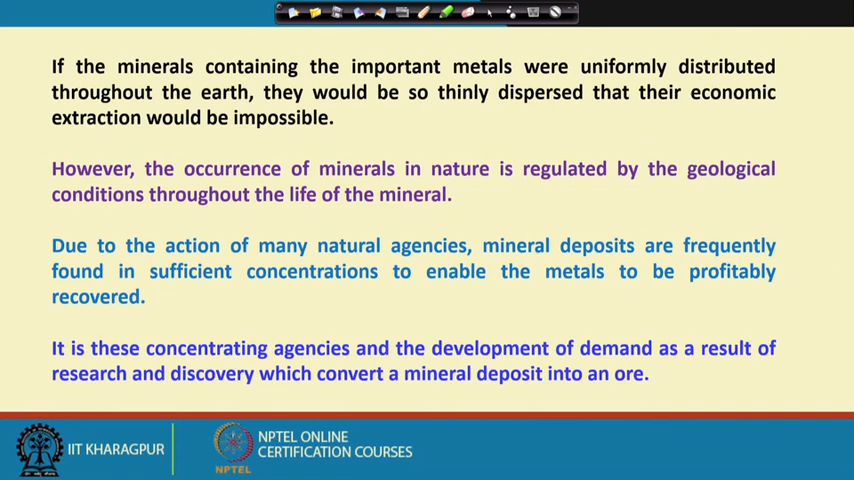 If the minerals containing the important metals were uniformly distributed
throughout the earth, they would be so thinly dispersed that their economic
extraction would be impossible.
However, the occurrence of minerals in nature is regulated by the geological
conditions throughout the life of the mineral.
Due to the action of many natural agencies, mineral deposits are frequently
found in sufficient concentrations to enable the metals to be profitably
recovered.
It is these concentrating agencies and the development of demand as a result of
research and discovery which convert a mineral deposit into an ore.
IIT KHARAGPUR
NPTEL
NPTEL ONLINE
CERTIFICATION COURSES